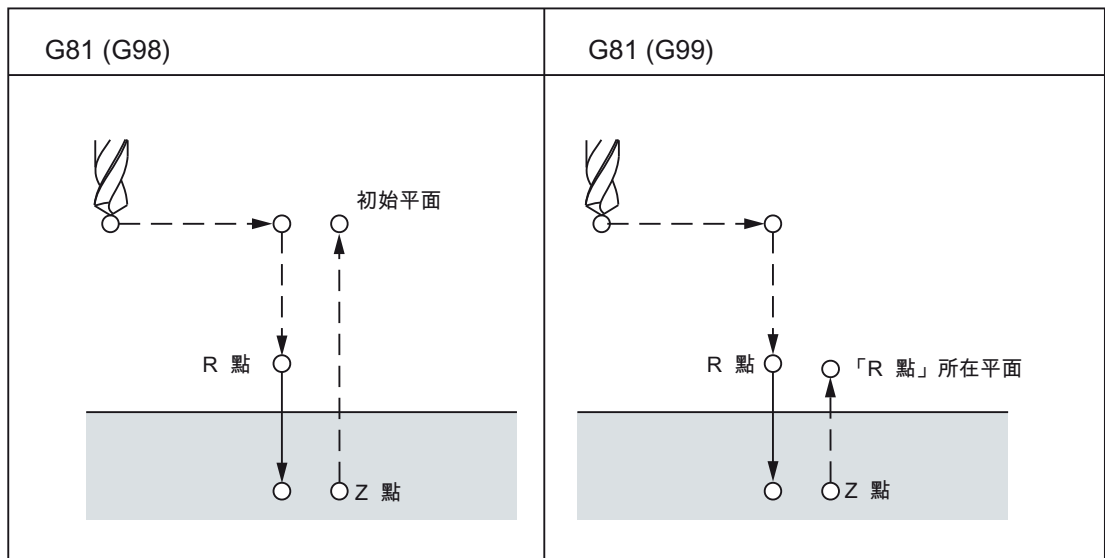 G81 (G98)
G81 (G99)
初始平面
R 點
Z 點
R 點
「R 點」所在平面
Z 點